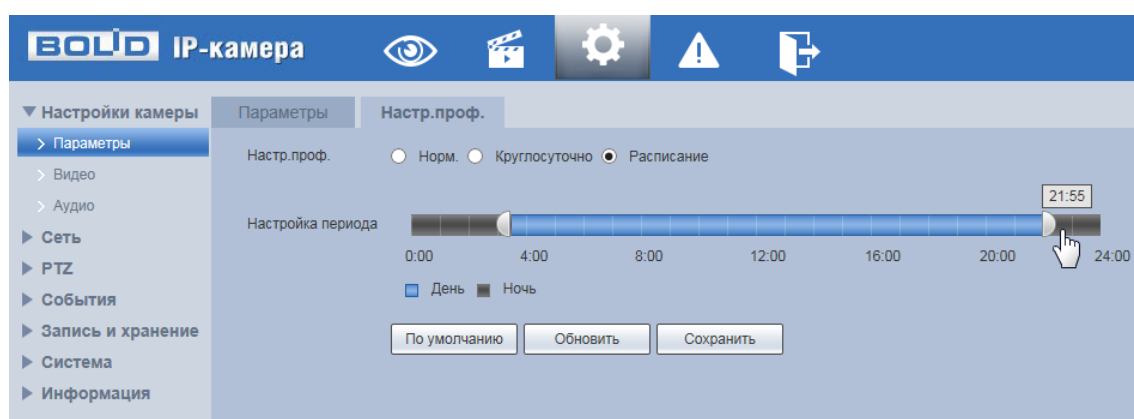 BOLID IP-камера
Настройки камеры
Параметры
Видео
Аудио
Сеть
PTZ
События
Запись и хранение
Система
Информация
Параметры Настр.проф.
Настр.проф. Норм. Круглосуточно Расписание
21:55
Настройка периода
0:00 4:00 8:00 12:00 16:00 20:00 24:00
День Ночь
По умолчанию Обновить Сохранить